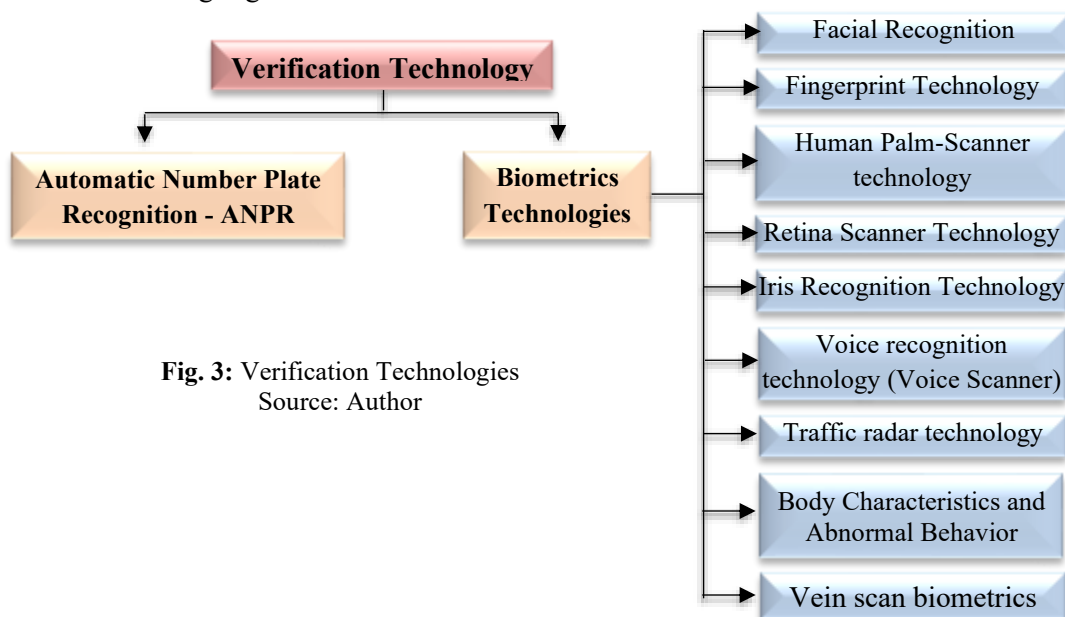 Verification Technology
Automatic Number Plate
Recognition - ANPR
Biometrics
Technologies
Facial Recognition
Fingerprint Technology
Human Palm-Scanner
technology
Retina Scanner Technology
Iris Recognition Technology
Voice recognition
technology (Voice Scanner)
Traffic radar technology
Body Characteristics and
Abnormal Behavior
Vein scan biometrics
Fig. 3: Verification Technologies
Source: Author